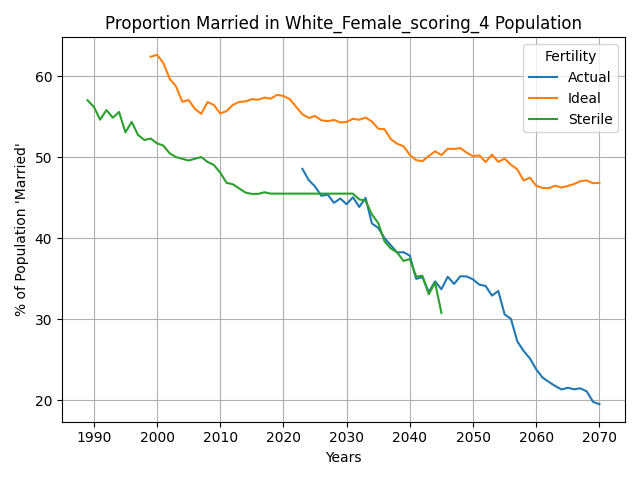 Proportion Married in White_Female_scoring_4 Population
% of Population 'Married'
60
50
40
30
20
Fertility
Actual
Ideal
Sterile
1990 2000 2010 2020 2030 2040 2050 2060 2070
Years